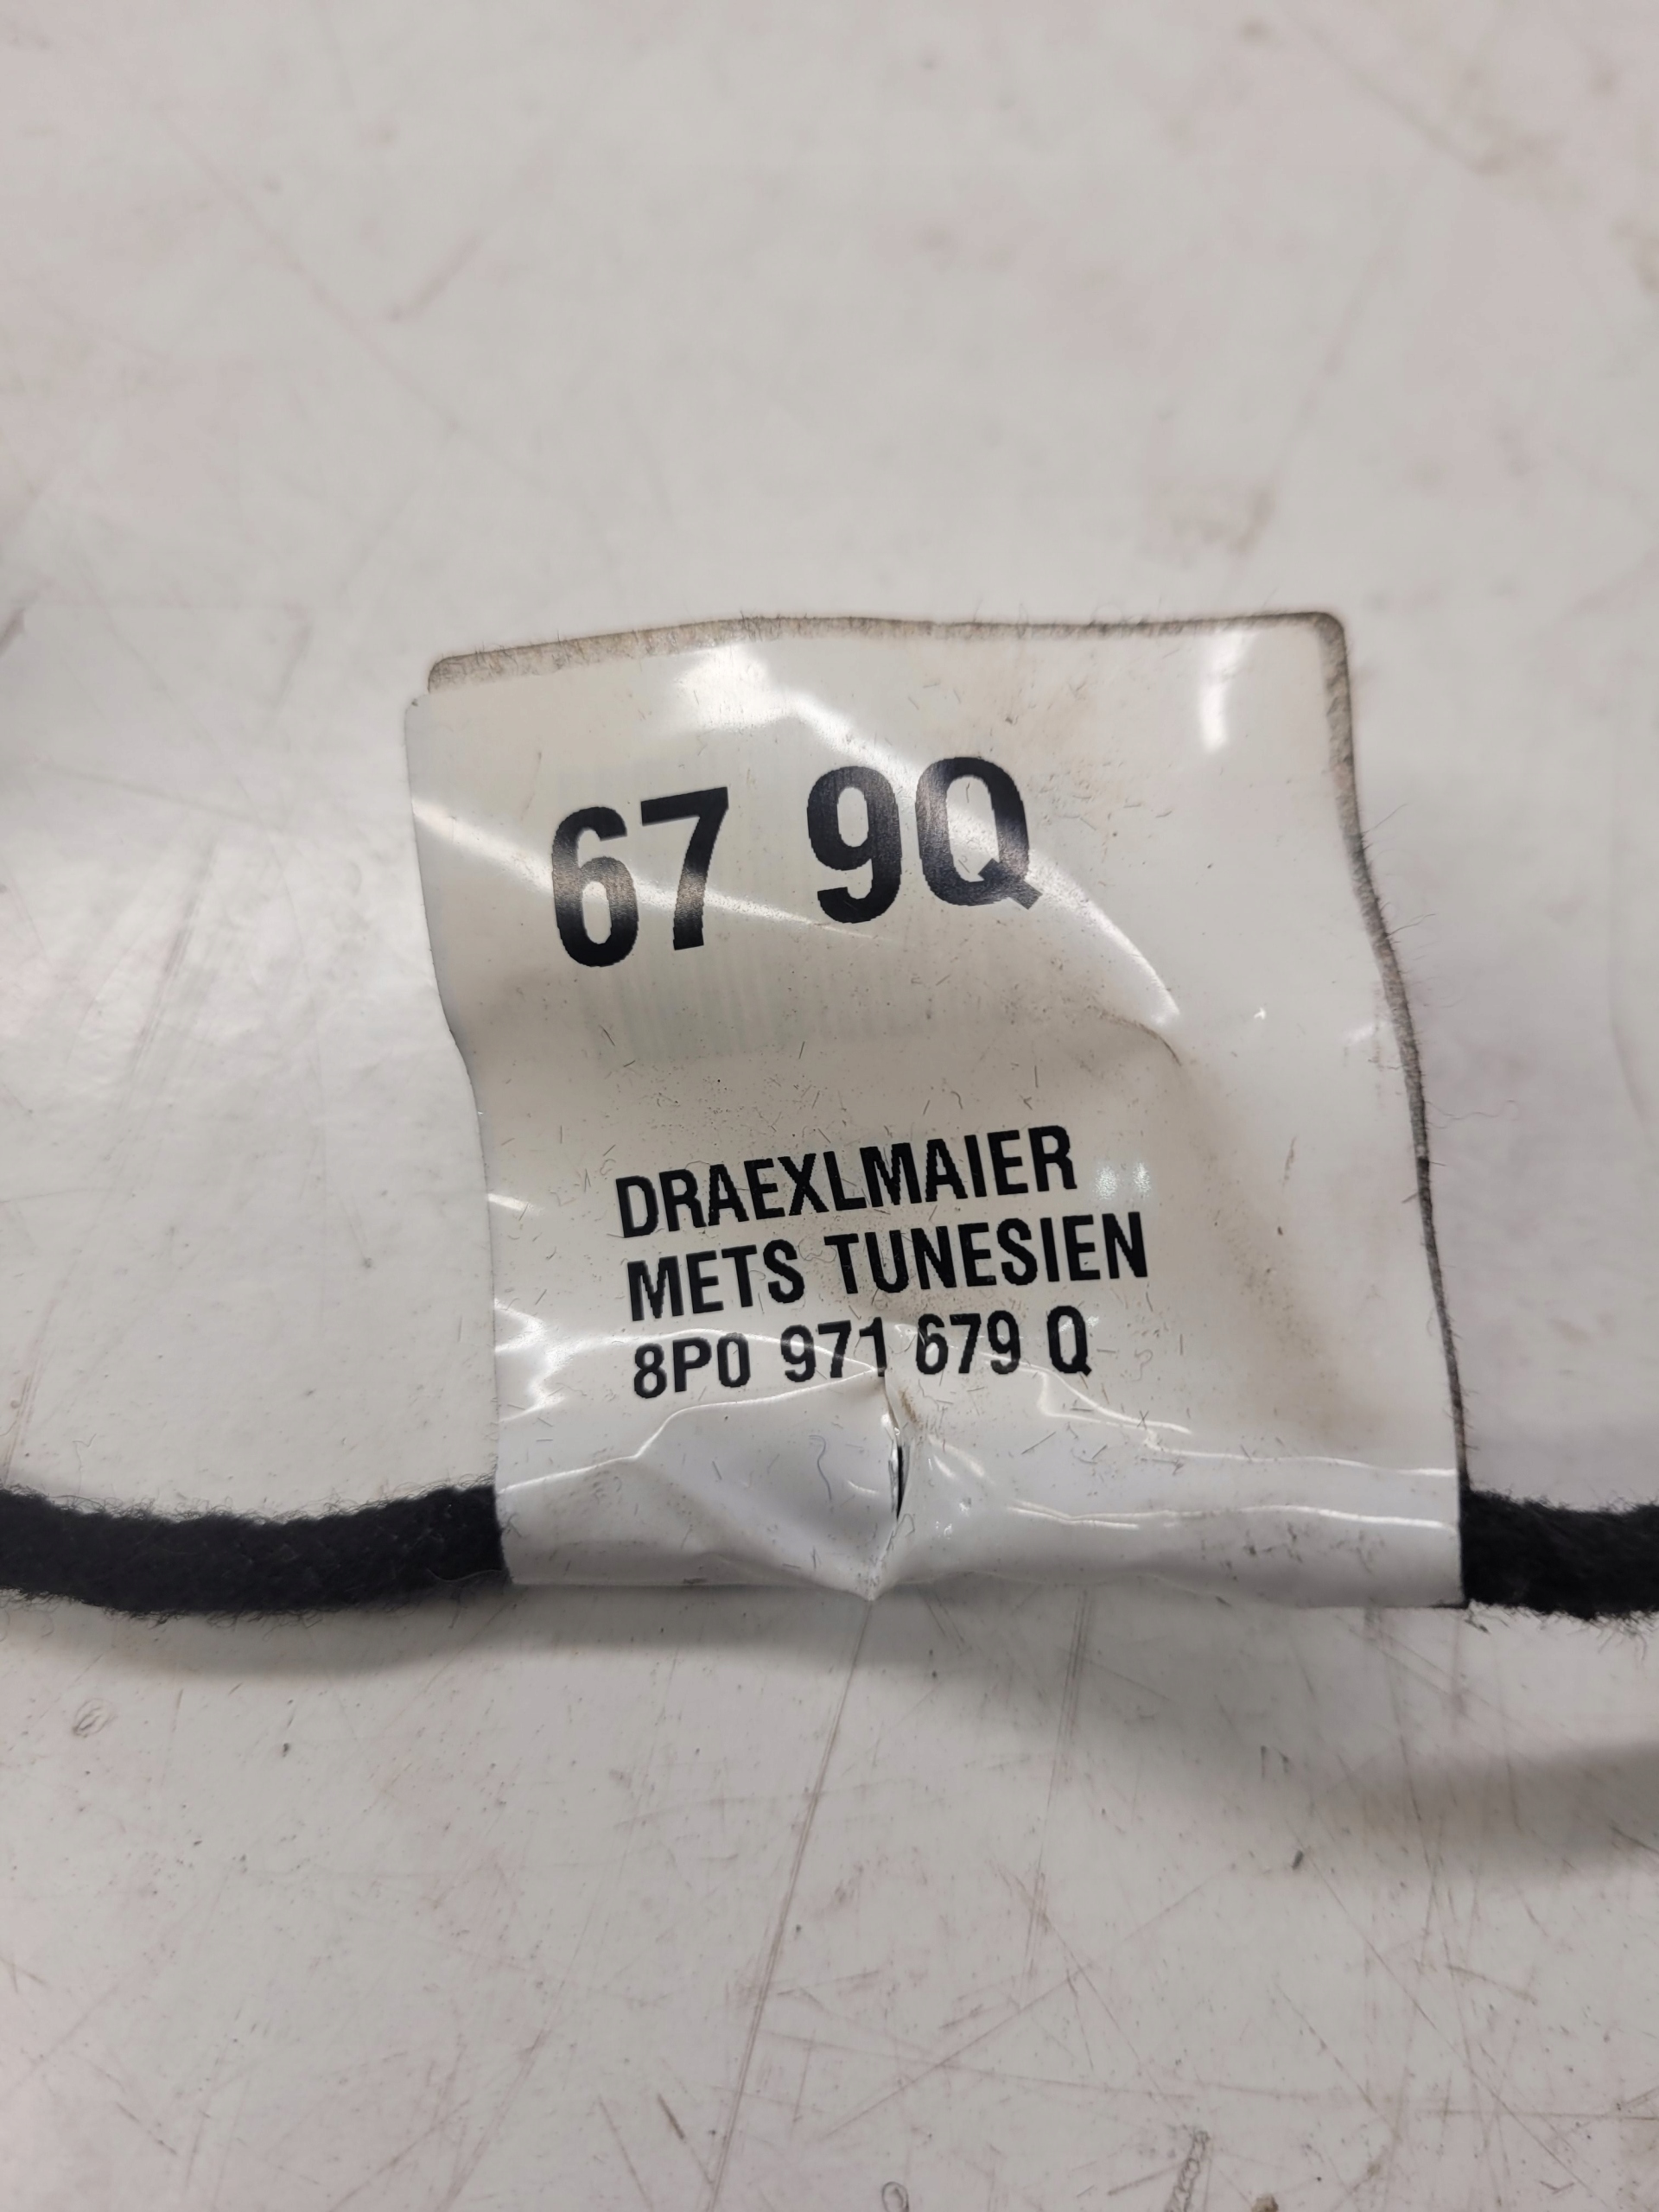 67 9Q
DRAEXLMAIER
METS TUNESIEN
8P0 971 679 Q